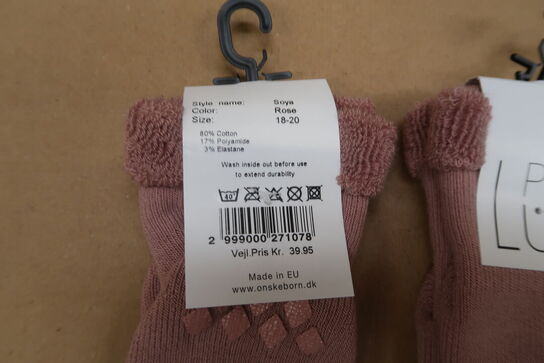 Style name: Soya
Color: Rose
Size: 18-20
80% Cotton
17% Polyamide
3% Elastane
Wash inside out before use
to extend durability
40°
2 999000 271078
Vejl.Pris Kr. 39.95
Made in EU
www.onskeborn.dk